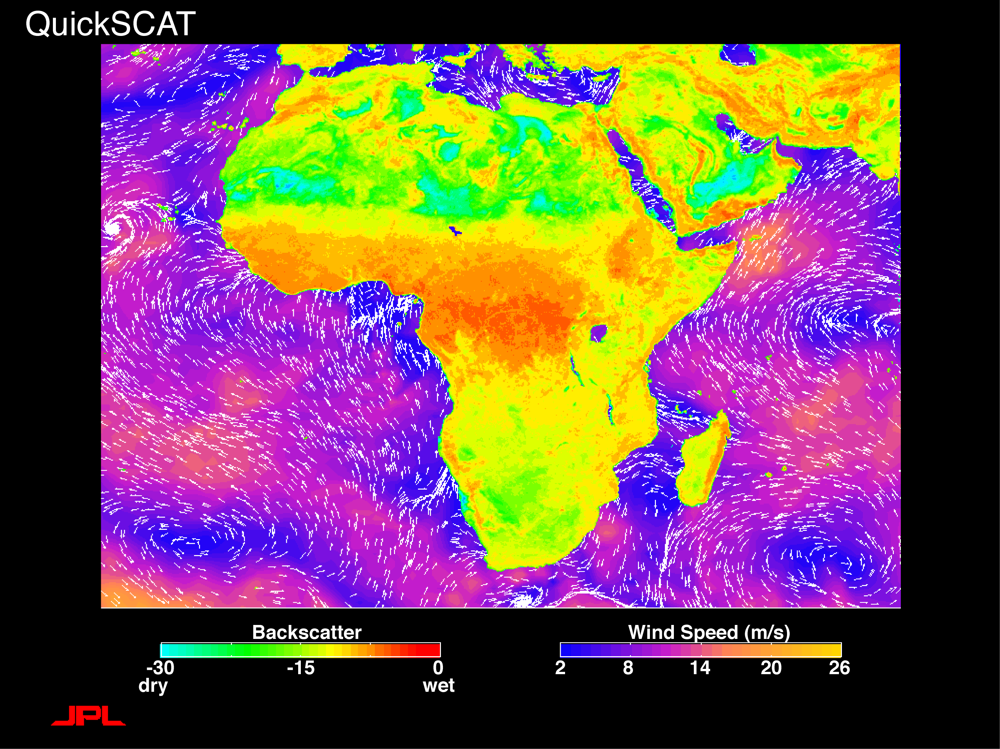 QuickSCAT
Backscatter
-30 -15 0
dry wet
Wind Speed (m/s)
2 8 14 20 26
JPL